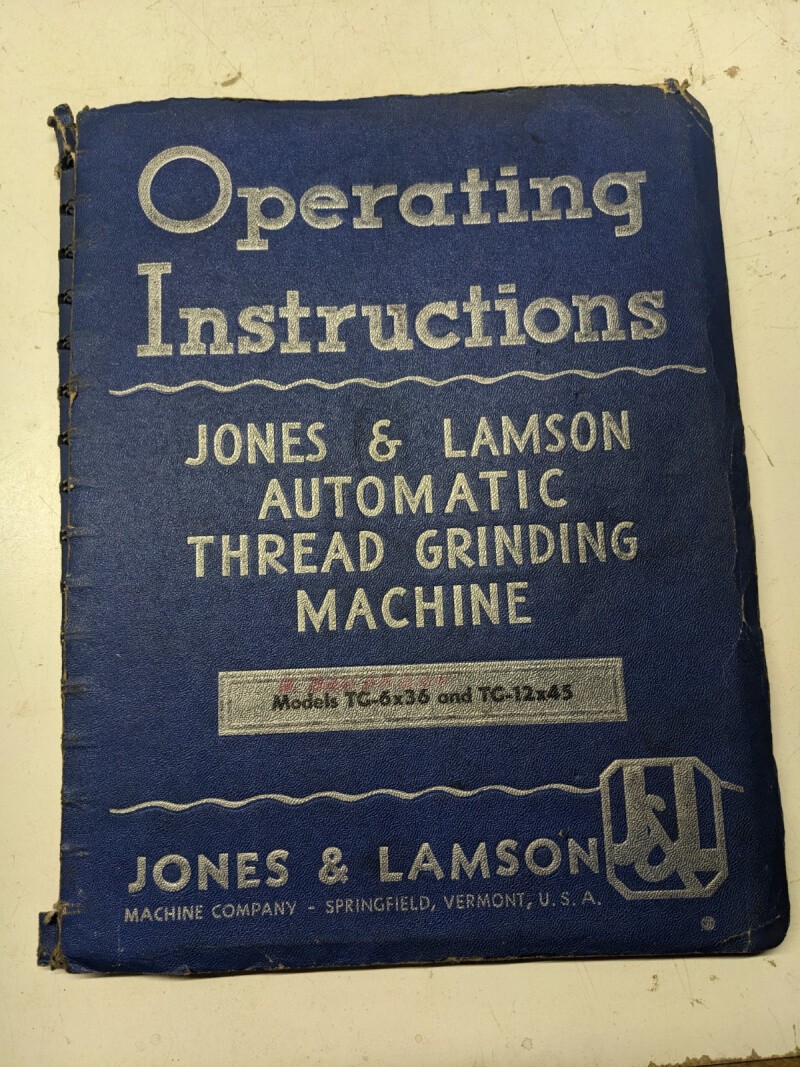 Operating
Instructions
JONES & LAMSON
AUTOMATIC
THREAD GRINDING
MACHINE
Models TG-6x36 and TG-12x45
J&L
JONES & LAMSON
MACHINE COMPANY - SPRINGFIELD, VERMONT, U. S. A.